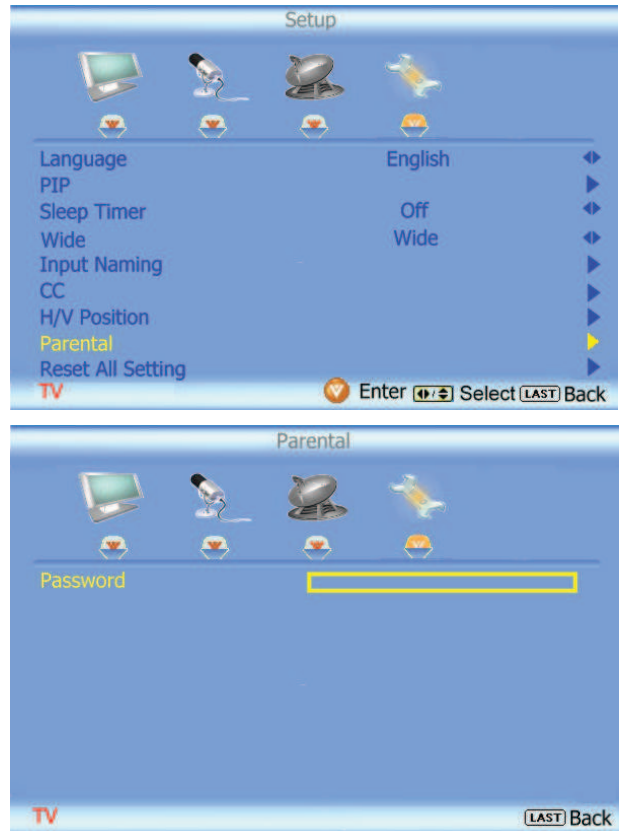 Setup
Language English
PIP
Sleep Timer Off
Wide Wide
Input Naming
CC
H/V Position
Parental
Reset All Setting
TV Enter Select LAST Back
Parental
Password
TV LAST Back